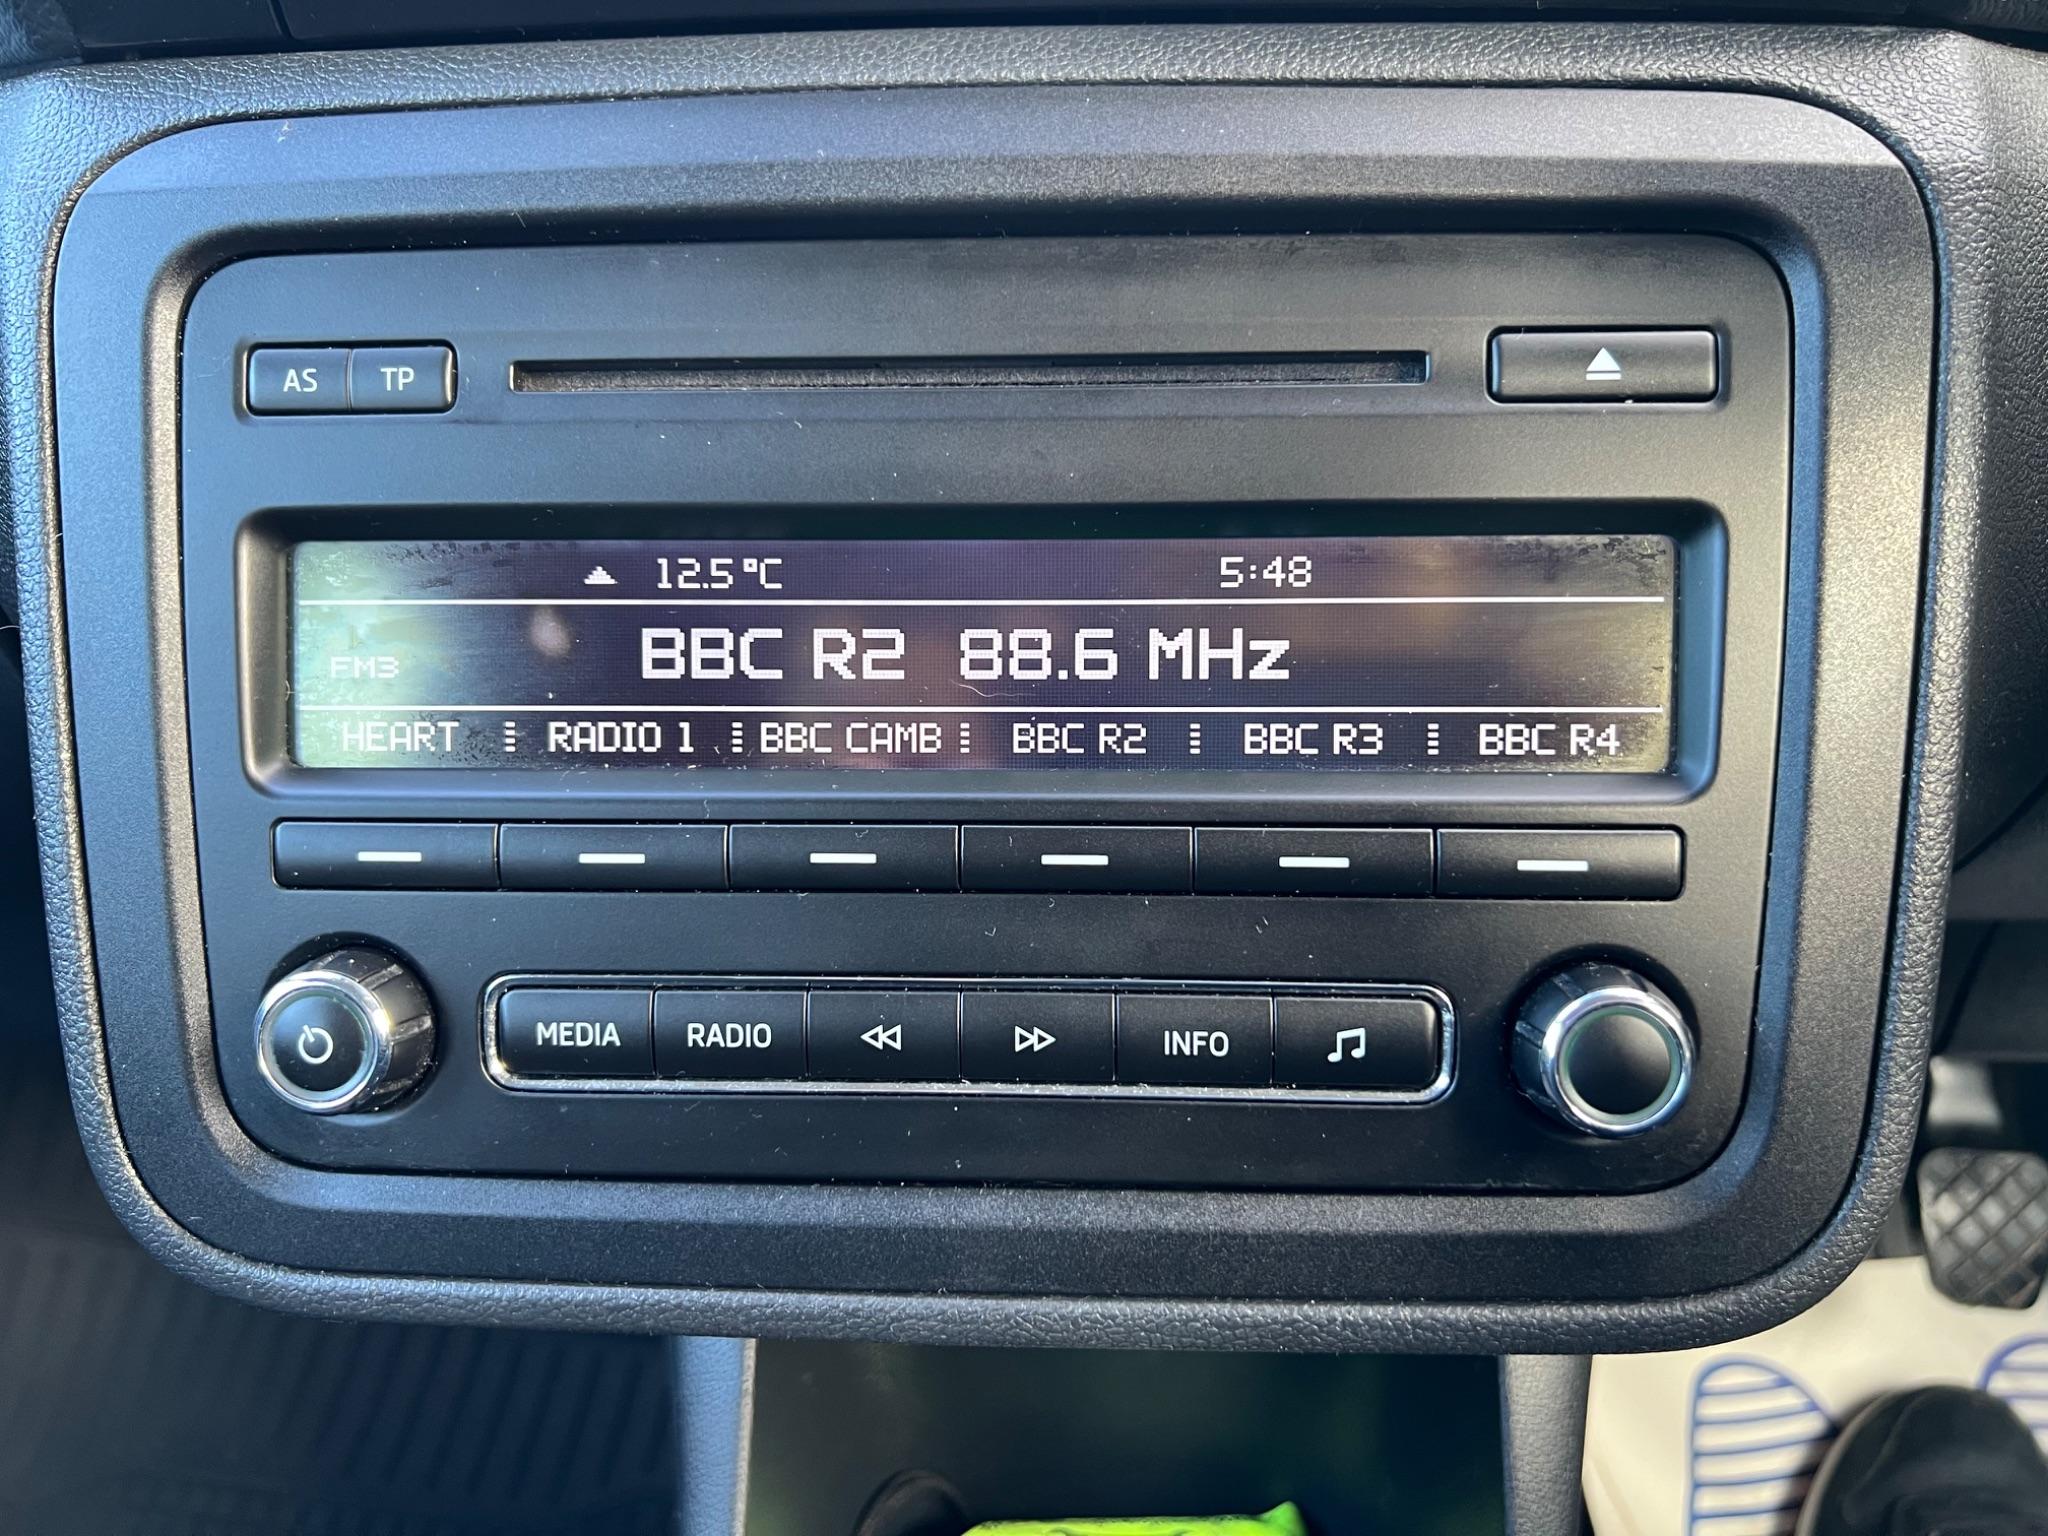 AS TP
12.5°C 5:48
FM3 BBC R2 88.6 MHz
HEART RADIO 1 BBC CAMB BBC R2 BBC R3 BBC R4
MEDIA RADIO INFO